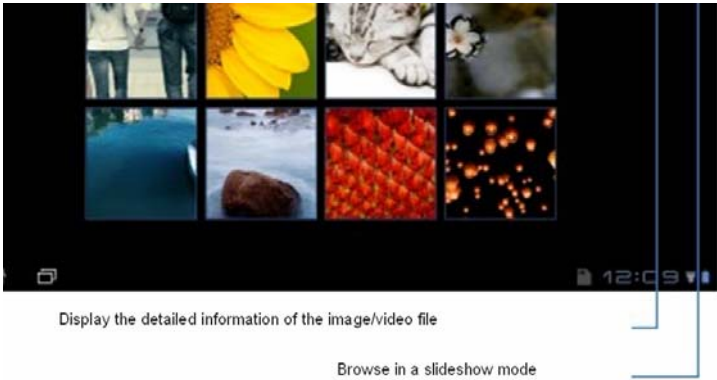 12:09
Display the detailed information of the image/video file
Browse in a slideshow mode